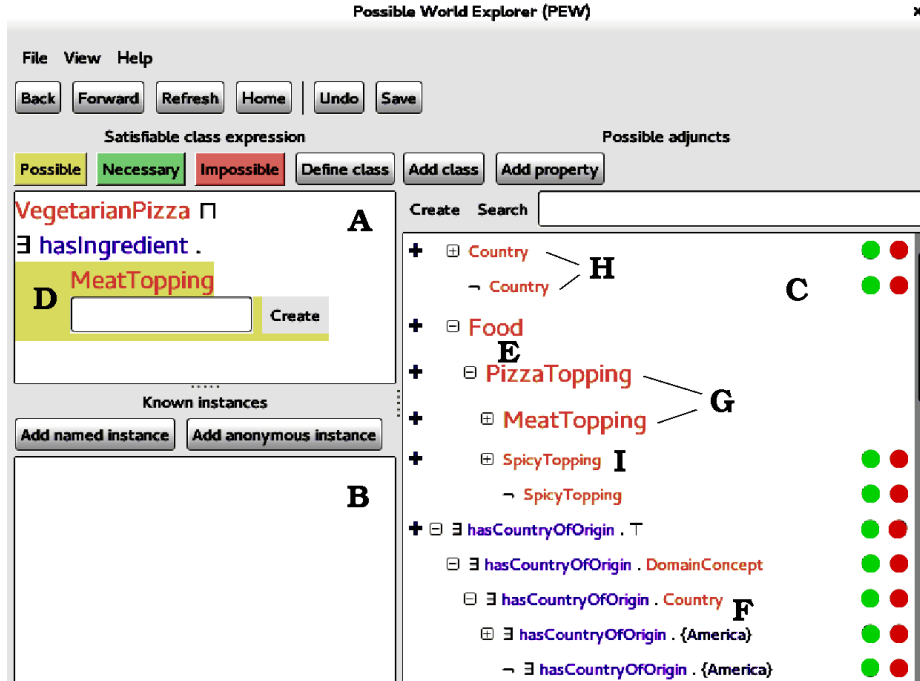 Possible World Explorer (PEW) x
File View Help
Back Forward Refresh Home Undo Save
Satisfiable class expression
Possible adjuncts
Possible Necessary Impossible Define class Add class Add property
VegetarianPizza ⊓
A
∃ hasIngredient .
MeatTopping
D
Create
Known instances
Add named instance Add anonymous instance
B
Create Search
+ ⊞ Country
H
¬ Country
C
+ ⊟ Food
E
+ ⊟ PizzaTopping
G
+ ⊞ MeatTopping
+ ⊞ SpicyTopping I
¬ SpicyTopping
+ ⊟ ∃ hasCountryOfOrigin . ⊤
⊟ ∃ hasCountryOfOrigin . DomainConcept
⊟ ∃ hasCountryOfOrigin . Country F
⊞ ∃ hasCountryOfOrigin . {America}
¬ ∃ hasCountryOfOrigin . {America}